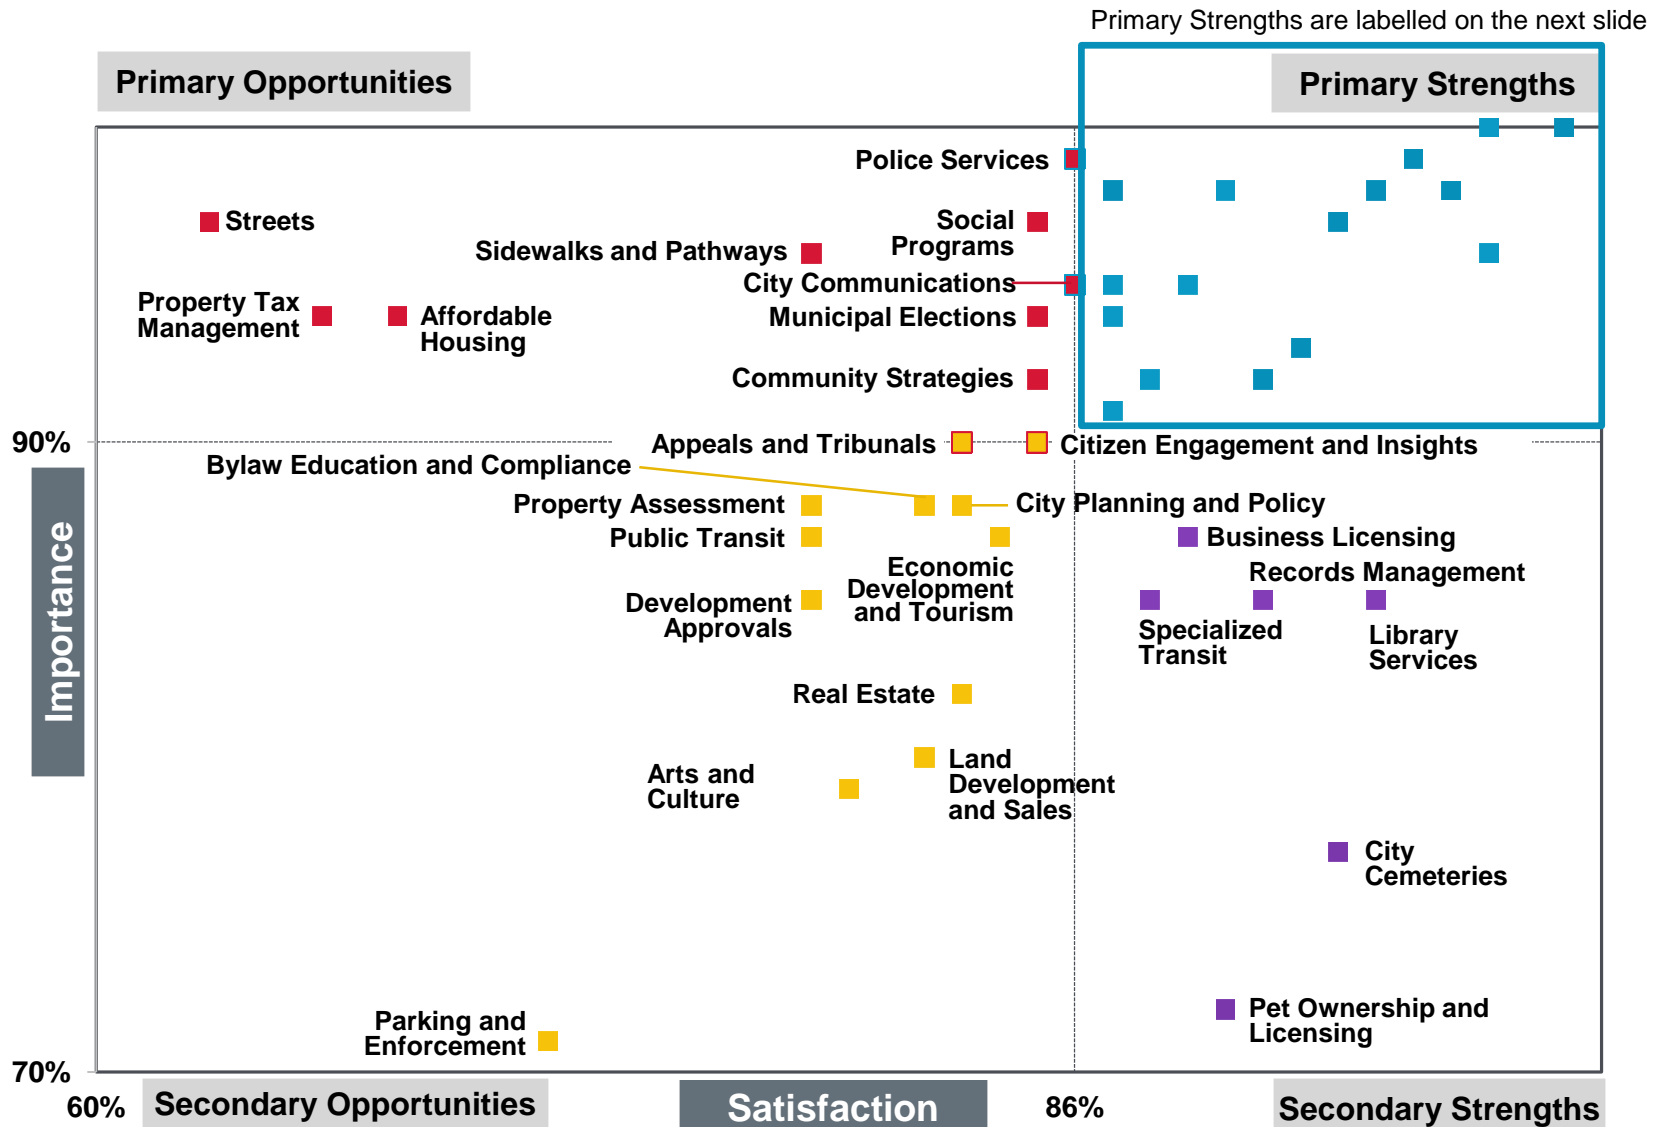 Primary Strengths are labelled on the next slide
Primary Opportunities
Primary Strengths
Police Services
Streets
Social
Programs
Sidewalks and Pathways
City Communications
Property Tax
Management
Affordable
Housing
Municipal Elections
Community Strategies
90%
Appeals and Tribunals
Citizen Engagement and Insights
Bylaw Education and Compliance
Property Assessment
City Planning and Policy
Public Transit
Business Licensing
Economic
Development
and Tourism
Records Management
Development
Approvals
Specialized
Transit
Library
Services
Importance
Real Estate
Land
Development
and Sales
Arts and
Culture
City
Cemeteries
Pet Ownership and
Licensing
Parking and
Enforcement
70%
60%
Secondary Opportunities
Satisfaction
86%
Secondary Strengths